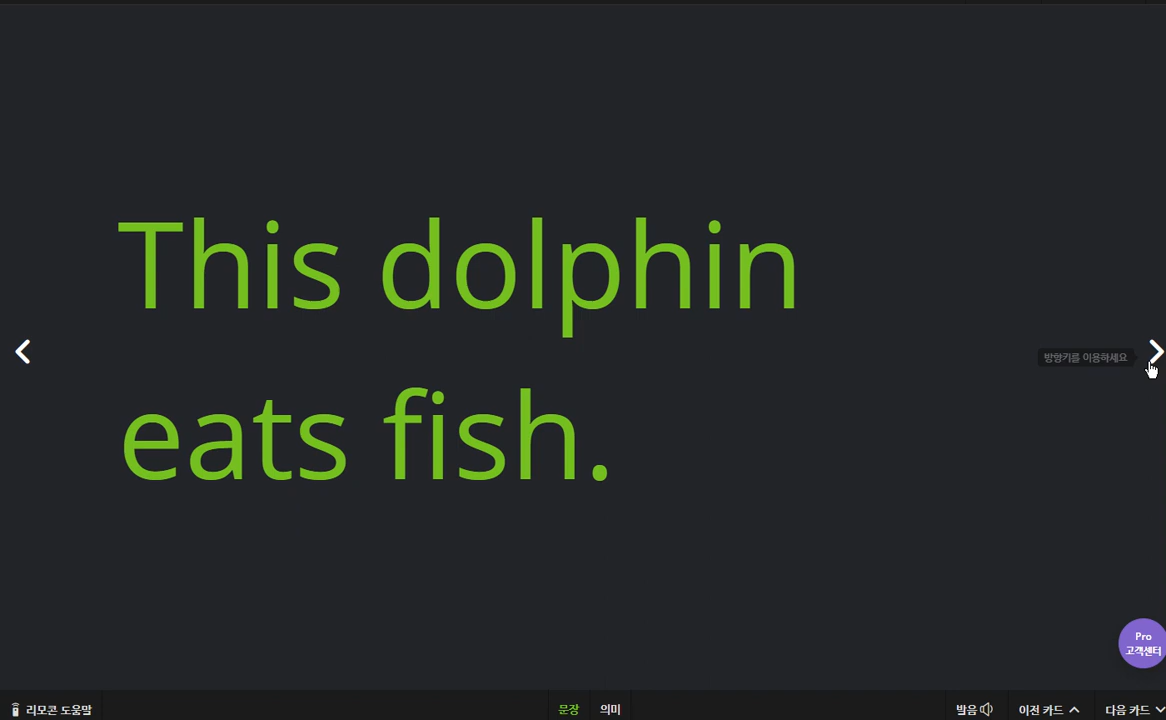 This dolphin
eats fish.
방향키를 이용하세요
Pro
고객센터
리모콘 도움말
문장
의미
발음
이전 카드
다음 카드